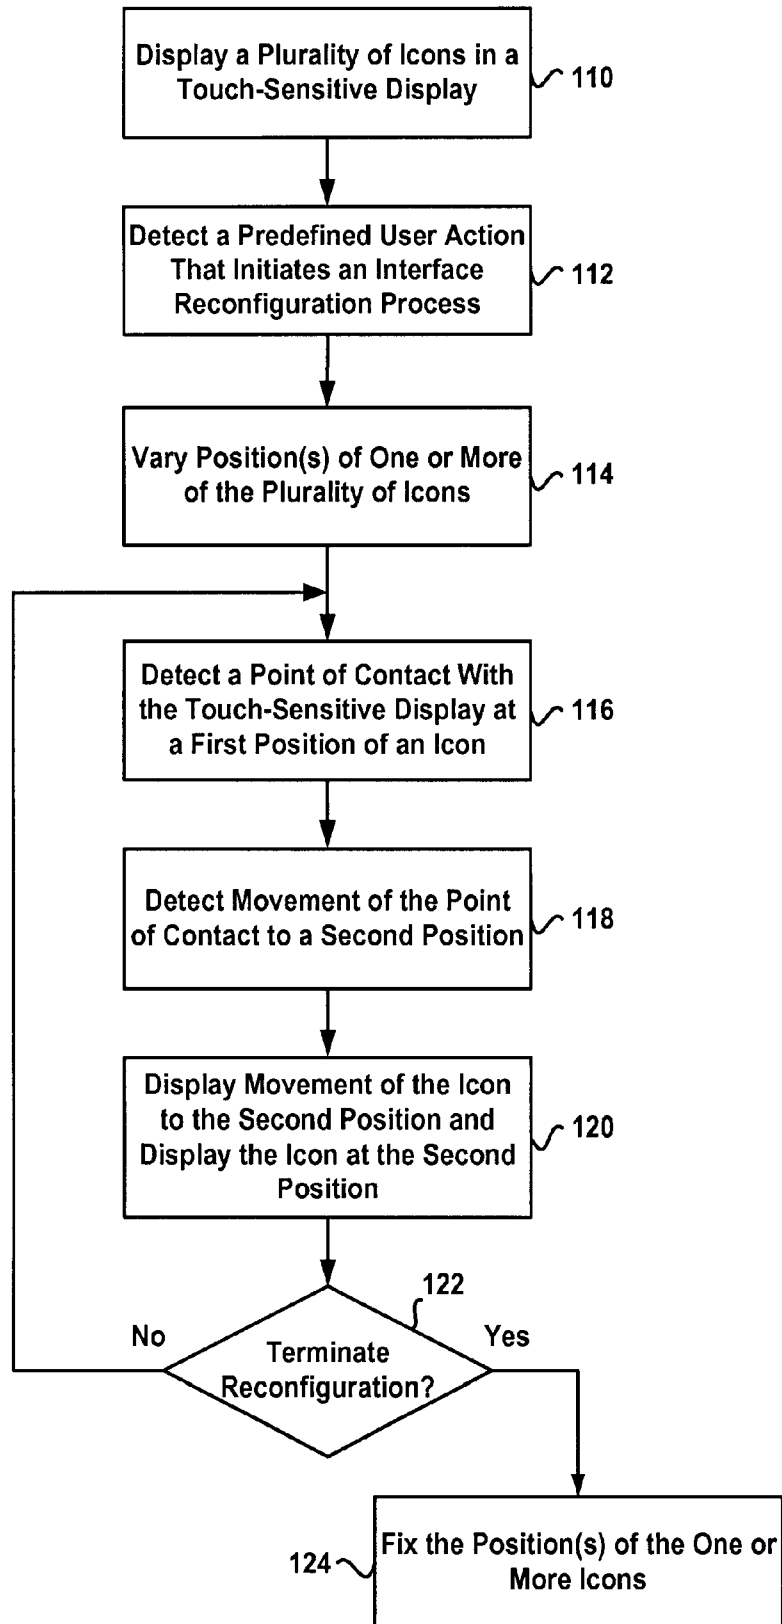 Display a Plurality of Icons in a
Touch-Sensitive Display
110
Detect a Predefined User Action
That Initiates an Interface
Reconfiguration Process
112
Vary Position(s) of One or More
of the Plurality of Icons
114
Detect a Point of Contact With
the Touch-Sensitive Display at
a First Position of an Icon
116
Detect Movement of the Point
of Contact to a Second Position
118
Display Movement of the Icon
to the Second Position and
Display the Icon at the Second
Position
120
122
No
Yes
Terminate
Reconfiguration?
124
Fix the Position(s) of the One or
More Icons